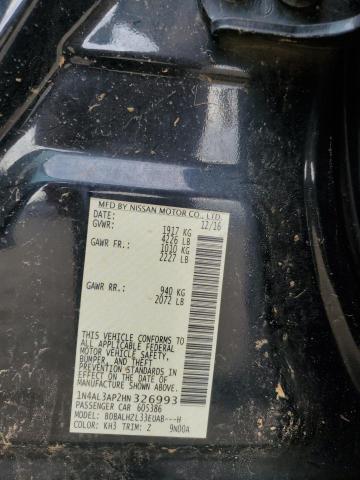 MFD BY NISSAN MOTOR CO., LTD.
DATE: 12/16
GVWR: 1917 KG
4226 LB
GAWR FR.: 1010 KG
2227 LB
GAWR RR.: 940 KG
2072 LB
THIS VEHICLE CONFORMS TO
ALL APPLICABLE FEDERAL
MOTOR VEHICLE SAFETY,
BUMPER, AND THEFT
PREVENTION STANDARDS IN
EFFECT ON THE DATE OF
MANUFACTURE SHOWN ABOVE.
1N4AL3AP2HN326993
PASSENGER CAR 605386
MODEL: BDBALHZL33EUAB---H
COLOR: KH3 TRIM: Z 9N00A